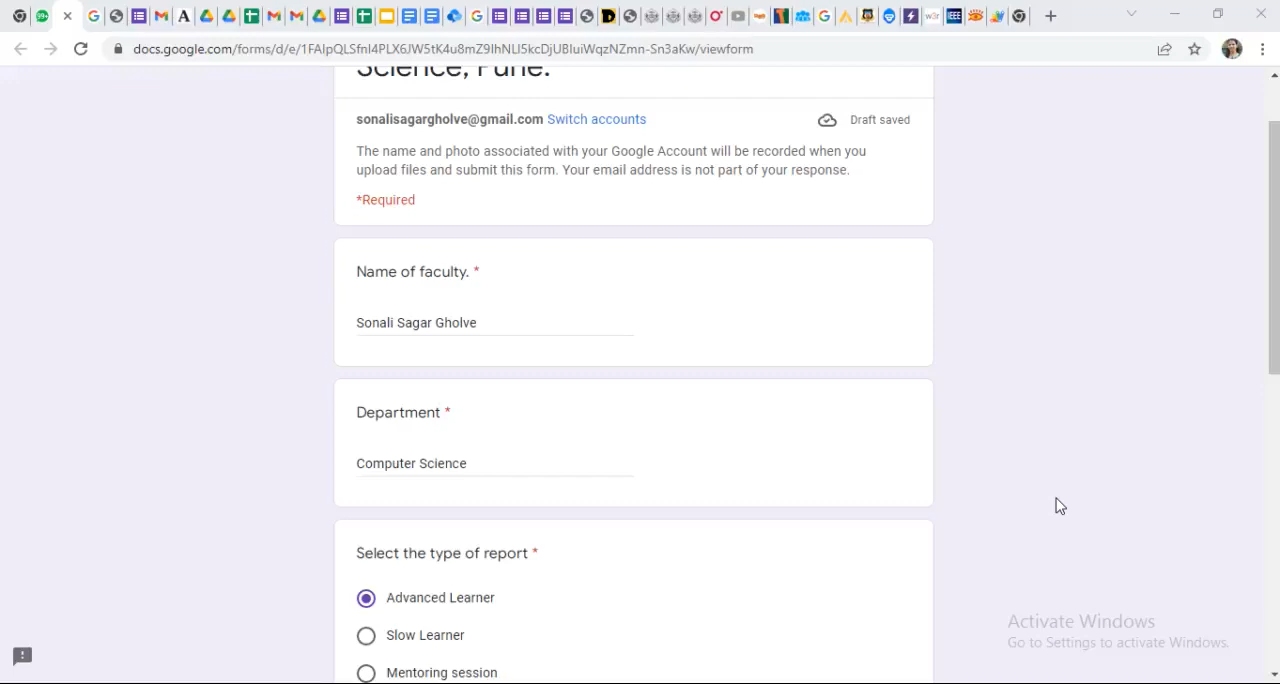 docs.google.com/forms/d/e/1FAIpQLSfnI4PLX6JW5tK4u8mZ9IhNLI5kcDjUBIuiWqzNZmn-Sn3aKw/viewform
Science, Pune.
sonalisagargholve@gmail.com Switch accounts
Draft saved
The name and photo associated with your Google Account will be recorded when you
upload files and submit this form. Your email address is not part of your response.
*Required
Name of faculty. *
Sonali Sagar Gholve
Department *
Computer Science
Select the type of report *
Advanced Learner
Slow Learner
Mentoring session
Activate Windows
Go to Settings to activate Windows.